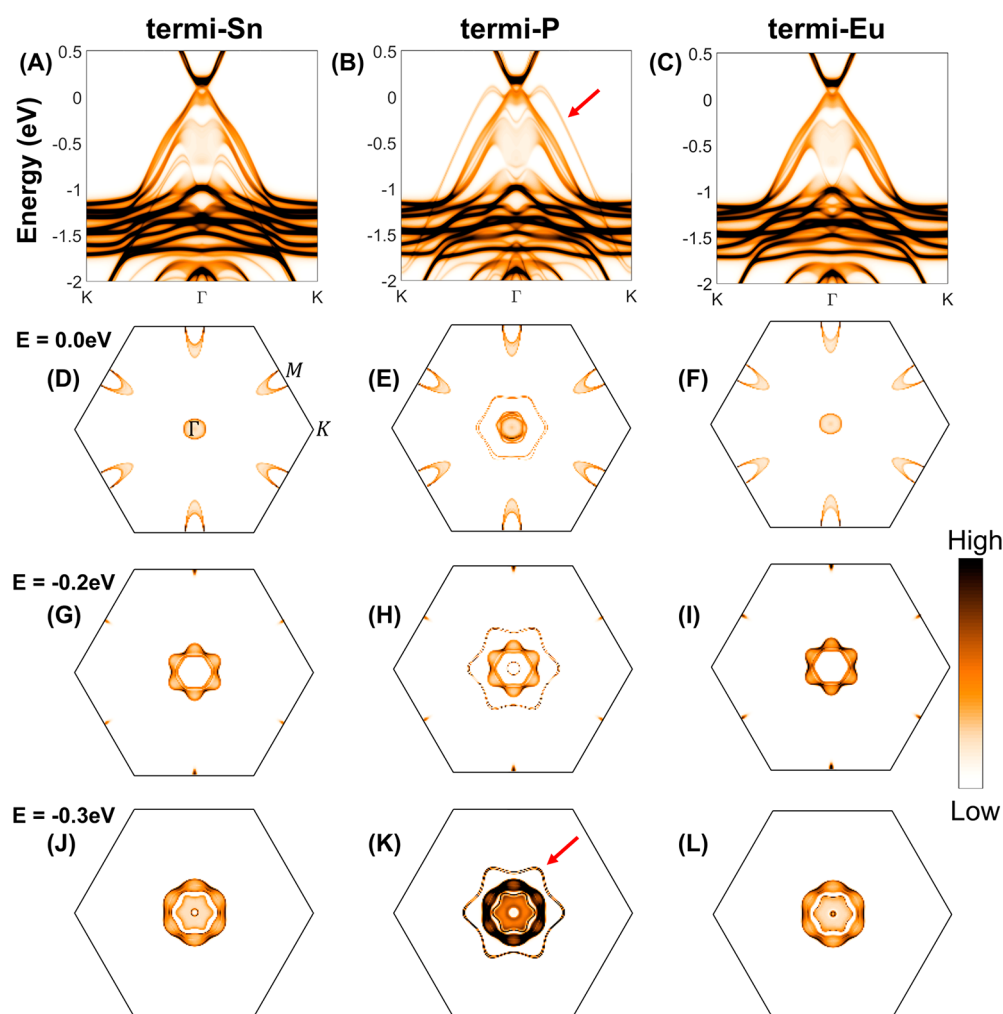 termi-Sn termi-P termi-Eu
(A) (B) (C)
0.5 0.5 0.5
0 0 0
-0.5 -0.5 -0.5
-1 -1 -1
-1.5 -1.5 -1.5
-2 -2 -2
Energy (eV)
K Γ K K Γ K K Γ K
E = 0.0eV
(D) (E) (F)
M
Γ K
E = -0.2eV
(G) (H) (I)
High
Low
E = -0.3eV
(J) (K) (L)